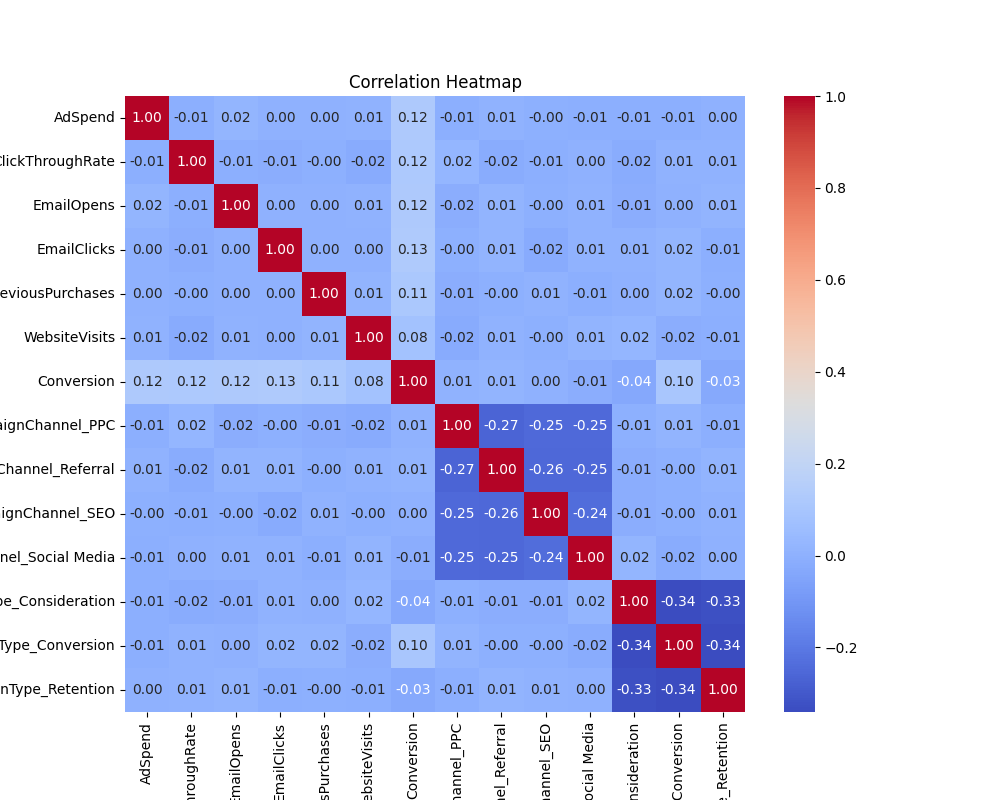 Correlation Heatmap
AdSpend 1.00 -0.01 0.02 0.00 0.00 0.01 0.12 -0.01 0.01 -0.00 -0.01 -0.01 -0.01 0.00
ClickThroughRate -0.01 1.00 -0.01 -0.01 -0.00 -0.02 0.12 0.02 -0.02 -0.01 0.00 -0.02 0.01 0.01
EmailOpens 0.02 -0.01 1.00 0.00 0.00 0.01 0.12 -0.02 0.01 -0.00 0.01 -0.01 0.00 0.01
EmailClicks 0.00 -0.01 0.00 1.00 0.00 0.00 0.13 -0.00 0.01 -0.02 0.01 0.01 0.02 -0.01
eviousPurchases 0.00 -0.00 0.00 0.00 1.00 0.01 0.11 -0.01 -0.00 0.01 -0.01 0.00 0.02 -0.00
WebsiteVisits 0.01 -0.02 0.01 0.00 0.01 1.00 0.08 -0.02 0.01 -0.00 0.01 0.02 -0.02 -0.01
Conversion 0.12 0.12 0.12 0.13 0.11 0.08 1.00 0.01 0.01 0.00 -0.01 -0.04 0.10 -0.03
aignChannel_PPC -0.01 0.02 -0.02 -0.00 -0.01 -0.02 0.01 1.00 -0.27 -0.25 -0.25 -0.01 0.01 -0.01
Channel_Referral 0.01 -0.02 0.01 0.01 -0.00 0.01 0.01 -0.27 1.00 -0.26 -0.25 -0.01 -0.00 0.01
ignChannel_SEO -0.00 -0.01 -0.00 -0.02 0.01 -0.00 0.00 -0.25 -0.26 1.00 -0.24 -0.01 -0.00 0.01
nel_Social Media -0.01 0.00 0.01 0.01 -0.01 0.01 -0.01 -0.25 -0.25 -0.24 1.00 0.02 -0.02 0.00
pe_Consideration -0.01 -0.02 -0.01 0.01 0.00 0.02 -0.04 -0.01 -0.01 -0.01 0.02 1.00 -0.34 -0.33
Type_Conversion -0.01 0.01 0.00 0.02 0.02 -0.02 0.10 0.01 -0.00 -0.00 -0.02 -0.34 1.00 -0.34
nType_Retention 0.00 0.01 0.01 -0.01 -0.00 -0.01 -0.03 -0.01 0.01 0.01 0.00 -0.33 -0.34 1.00
AdSpend
hroughRate
EmailOpens
EmailClicks
sPurchases
ebsiteVisits
Conversion
hannel_PPC
nel_Referral
hannel_SEO
ocial Media
nsideration
Conversion
e_Retention
1.0
0.8
0.6
0.4
0.2
0.0
−0.2